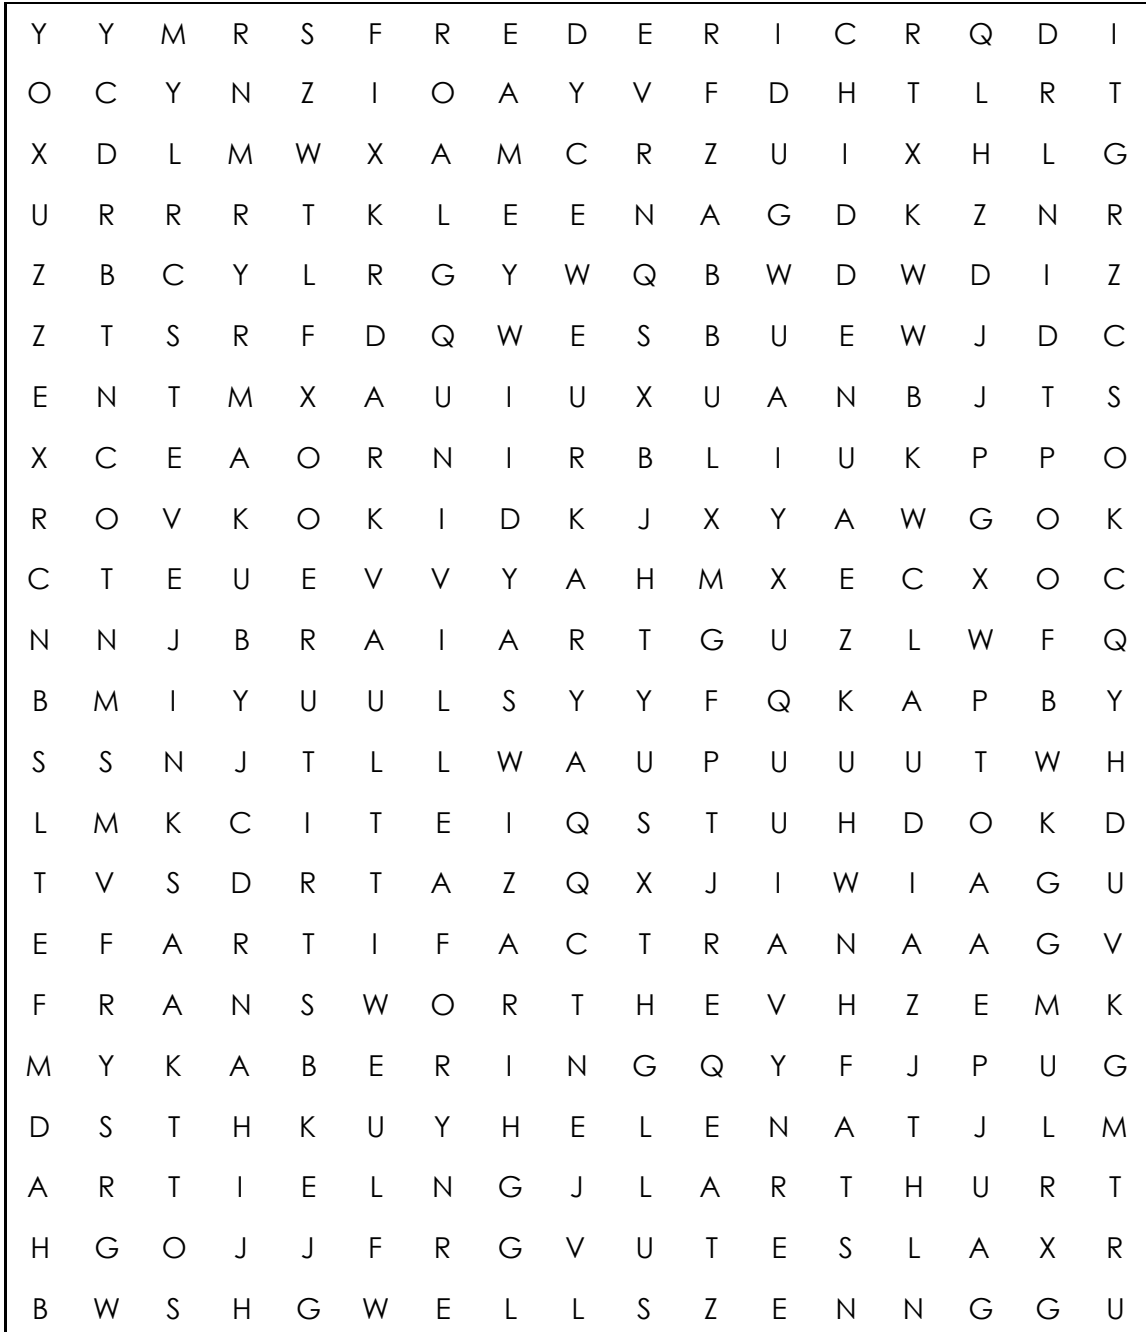 Y Y M R S F R E D E R I C R Q D I
O C Y N Z I O A Y V F D H T L R T
X D L M W X A M C R Z U I X H L G
U R R R T K L E E N A G D K Z N R
Z B C Y L R G Y W Q B W D W D I Z
Z T S R F D Q W E S B U E W J D C
E N T M X A U I U X U A N B J T S
X C E A O R N I R B L I U K P P O
R O V K O K I D K J X Y A W G O K
C T E U E V V Y A H M X E C X O C
N N J B R A I A R T G U Z L W F Q
B M I Y U U L S Y Y F Q K A P B Y
S S N J T L L W A U P U U U T W H
L M K C I T E I Q S T U H D O K D
T V S D R T A Z Q X J I W I A G U
E F A R T I F A C T R A N A A G V
F R A N S W O R T H E V H Z E M K
M Y K A B E R I N G Q Y F J P U G
D S T H K U Y H E L E N A T J L M
A R T I E L N G J L A R T H U R T
H G O J J F R G V U T E S L A X R
B W S H G W E L L S Z E N N G G U